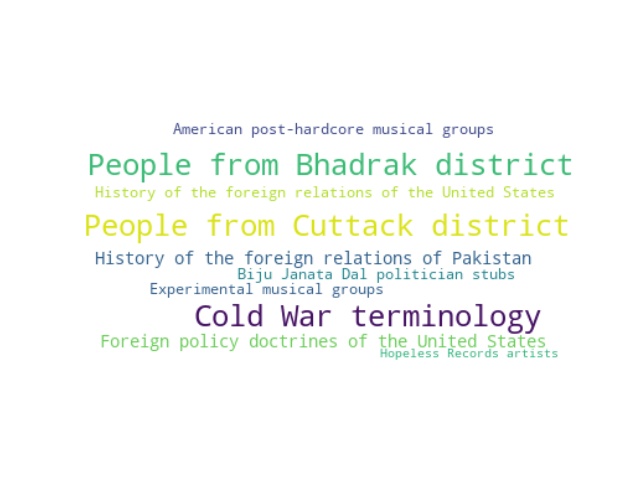 American post-hardcore musical groups
People from Bhadrak district
History of the foreign relations of the United States
People from Cuttack district
History of the foreign relations of Pakistan
Biju Janata Dal politician stubs
Experimental musical groups
Cold War terminology
Foreign policy doctrines of the United States
Hopeless Records artists